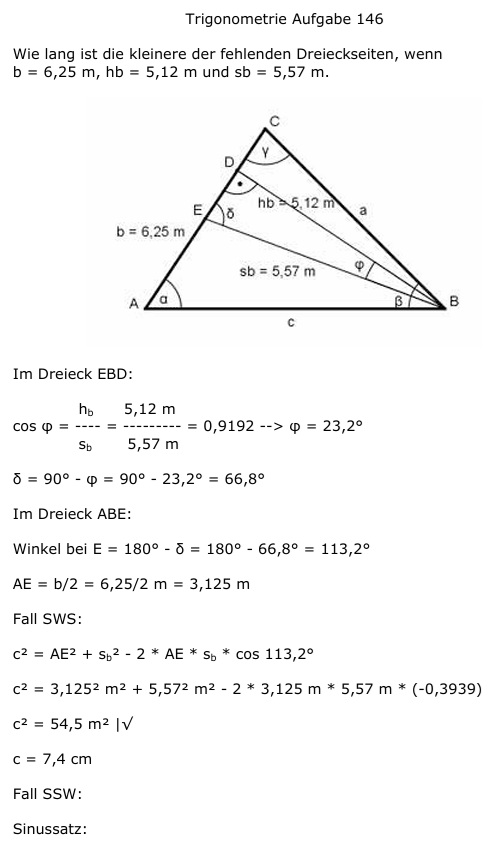 Trigonometrie Aufgabe 146
Wie lang ist die kleinere der fehlenden Dreieckseiten, wenn
b = 6,25 m, hb = 5,12 m und sb = 5,57 m.
C
γ
D
hb = 5,12 m
a
E
δ
b = 6,25 m
φ
sb = 5,57 m
A
α
β
B
c
Im Dreieck EBD:
h_b 5,12 m
cos φ = ---- = --------- = 0,9192 --> φ = 23,2°
s_b 5,57 m
δ = 90° - φ = 90° - 23,2° = 66,8°
Im Dreieck ABE:
Winkel bei E = 180° - δ = 180° - 66,8° = 113,2°
AE = b/2 = 6,25/2 m = 3,125 m
Fall SWS:
c² = AE² + s_b² - 2 * AE * s_b * cos 113,2°
c² = 3,125² m² + 5,57² m² - 2 * 3,125 m * 5,57 m * (-0,3939)
c² = 54,5 m² |√
c = 7,4 cm
Fall SSW:
Sinussatz: